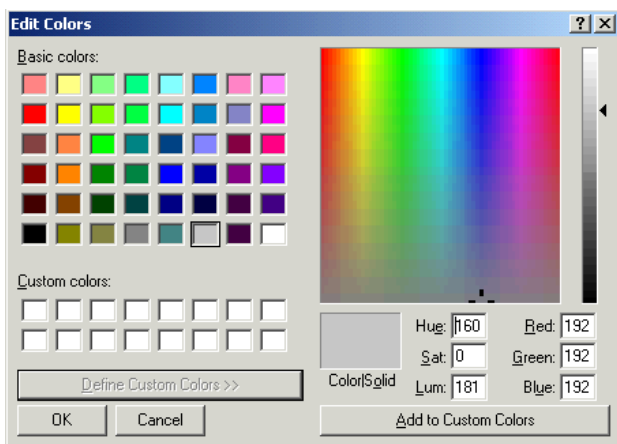 Edit Colors
Basic colors:
Custom colors:
Define Custom Colors >>
OK Cancel
Color|Solid
Hue: 160 Red: 192
Sat: 0 Green: 192
Lum: 181 Blue: 192
Add to Custom Colors